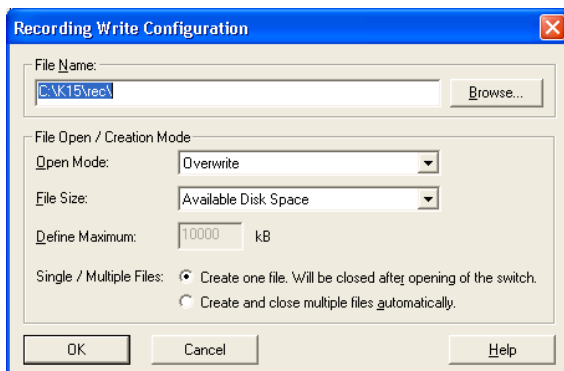 Recording Write Configuration
File Name:
C:\K15\rec\
Browse...
File Open / Creation Mode
Open Mode:
Overwrite
File Size:
Available Disk Space
Define Maximum:
10000
kB
Single / Multiple Files:
Create one file. Will be closed after opening of the switch.
Create and close multiple files automatically.
OK
Cancel
Help